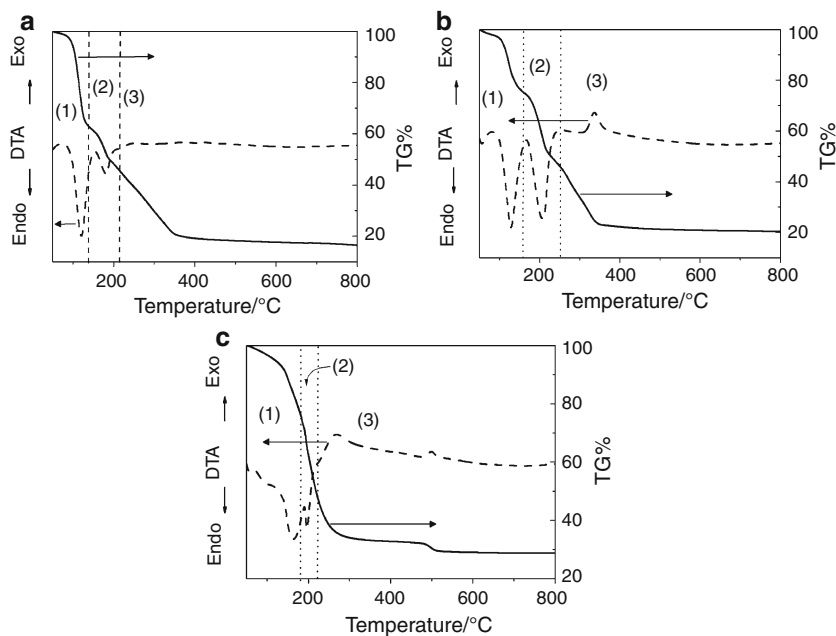 a
Exo
DTA
Endo
(1)
(2)
(3)
100
80
60
40
20
TG%
200
400
600
800
Temperature/°C
b
Exo
DTA
Endo
(1)
(2)
(3)
100
80
60
40
20
TG%
200
400
600
800
Temperature/°C
c
Exo
DTA
Endo
(1)
(2)
(3)
100
80
60
40
20
TG%
200
400
600
800
Temperature/°C